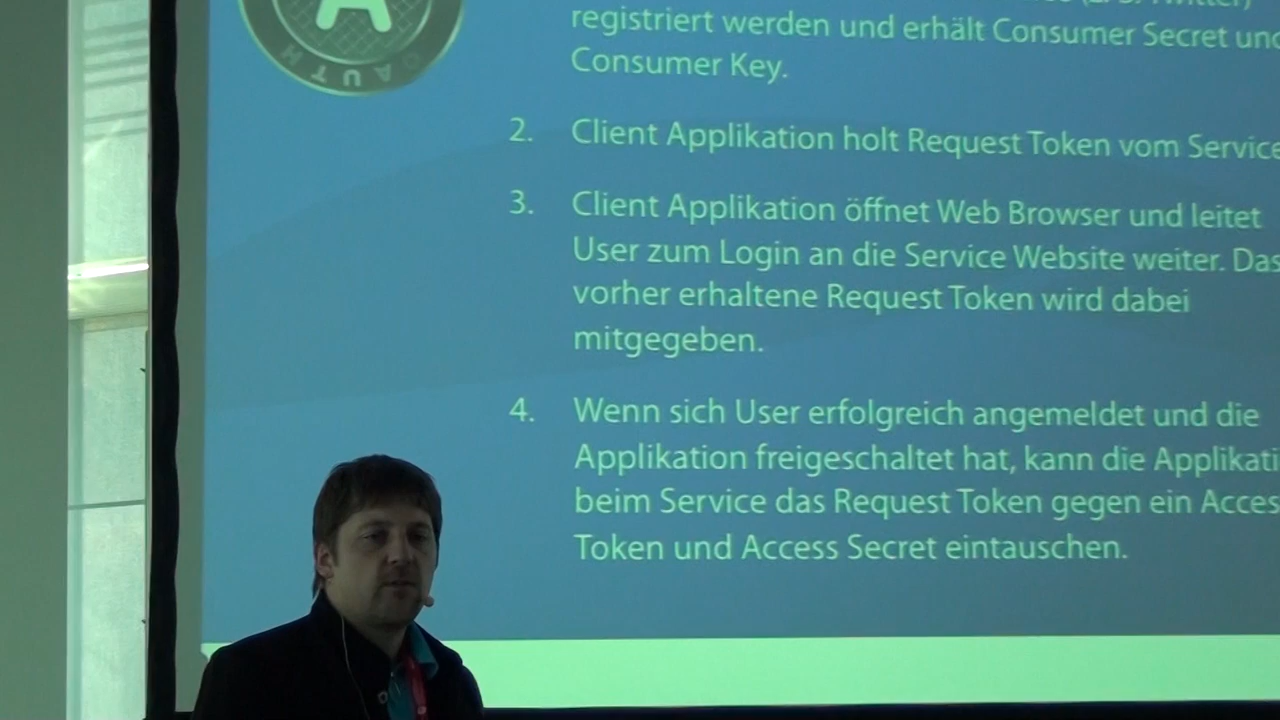 A
OAUTH
registriert werden und erhält Consumer Secret und
Consumer Key.
2. Client Applikation holt Request Token vom Service
3. Client Applikation öffnet Web Browser und leitet
User zum Login an die Service Website weiter. Das
vorher erhaltene Request Token wird dabei
mitgegeben.
4. Wenn sich User erfolgreich angemeldet und die
Applikation freigeschaltet hat, kann die Applikati
beim Service das Request Token gegen ein Acces
Token und Access Secret eintauschen.